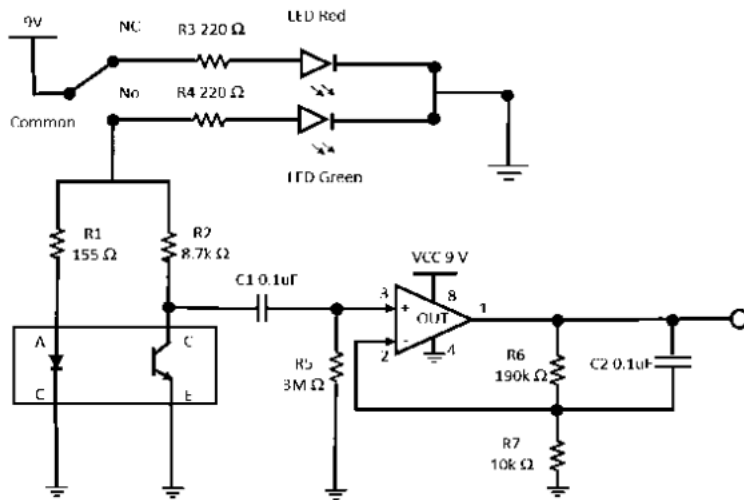 9V
NC
LED Red
R3 220 Ω
No
R4 220 Ω
Common
LED Green
R1
155 Ω
R2
8.7k Ω
VCC 9 V
C1 0.1uF
3
8
1
+
OUT
-
2
4
A
C
C
E
R5
3M Ω
R6
190k Ω
C2 0.1uF
R7
10k Ω